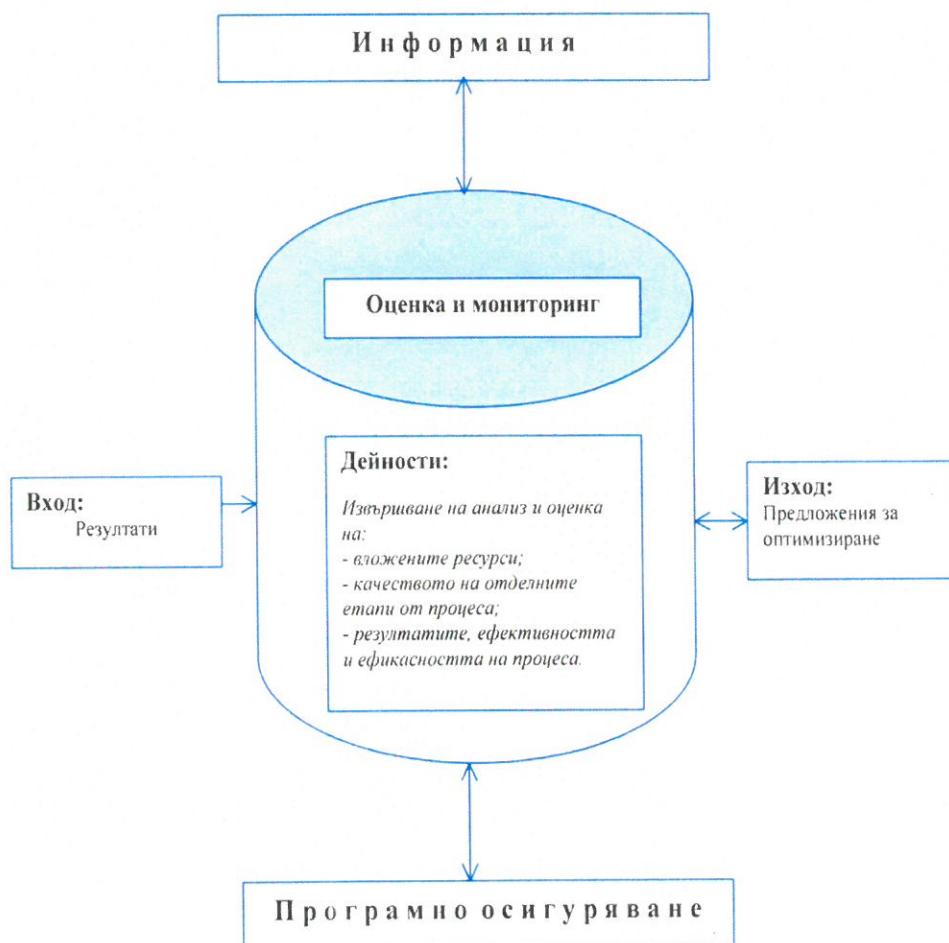 Информация
Оценка и мониторинг
Дейности:
Извършване на анализ и оценка
на:
- вложените ресурси;
- качеството на отделните
етапи от процеса;
- резултатите, ефективността
и ефикасността на процеса.
Вход:
Резултати
Изход:
Предложения за
оптимизиране
Програмно осигуряване